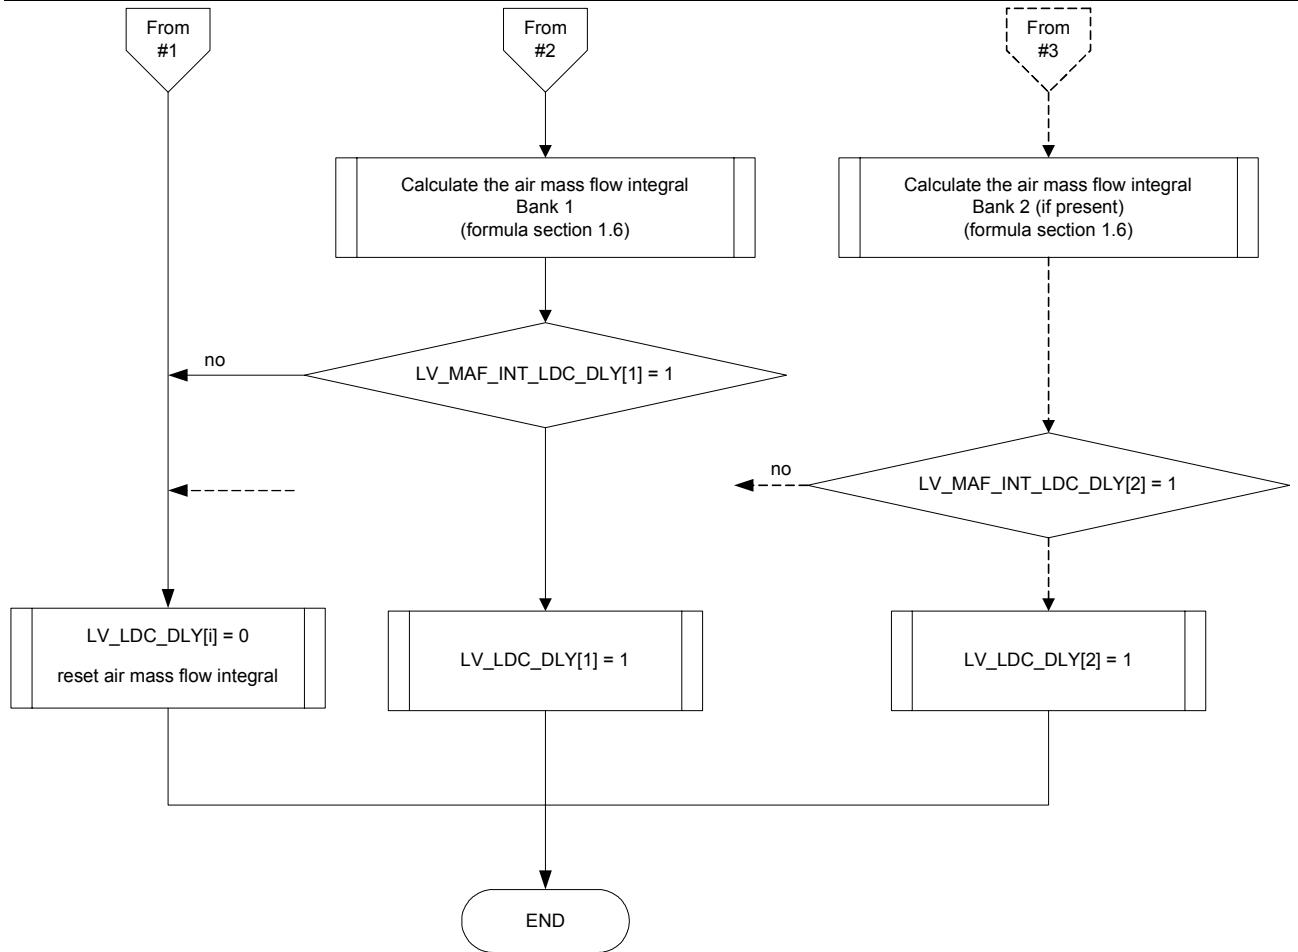 From
#1
From
#2
From
#3
Calculate the air mass flow integral
Bank 1
(formula section 1.6)
Calculate the air mass flow integral
Bank 2 (if present)
(formula section 1.6)
no
LV_MAF_INT_LDC_DLY[1] = 1
no
LV_MAF_INT_LDC_DLY[2] = 1
LV_LDC_DLY[i] = 0
reset air mass flow integral
LV_LDC_DLY[1] = 1
LV_LDC_DLY[2] = 1
END